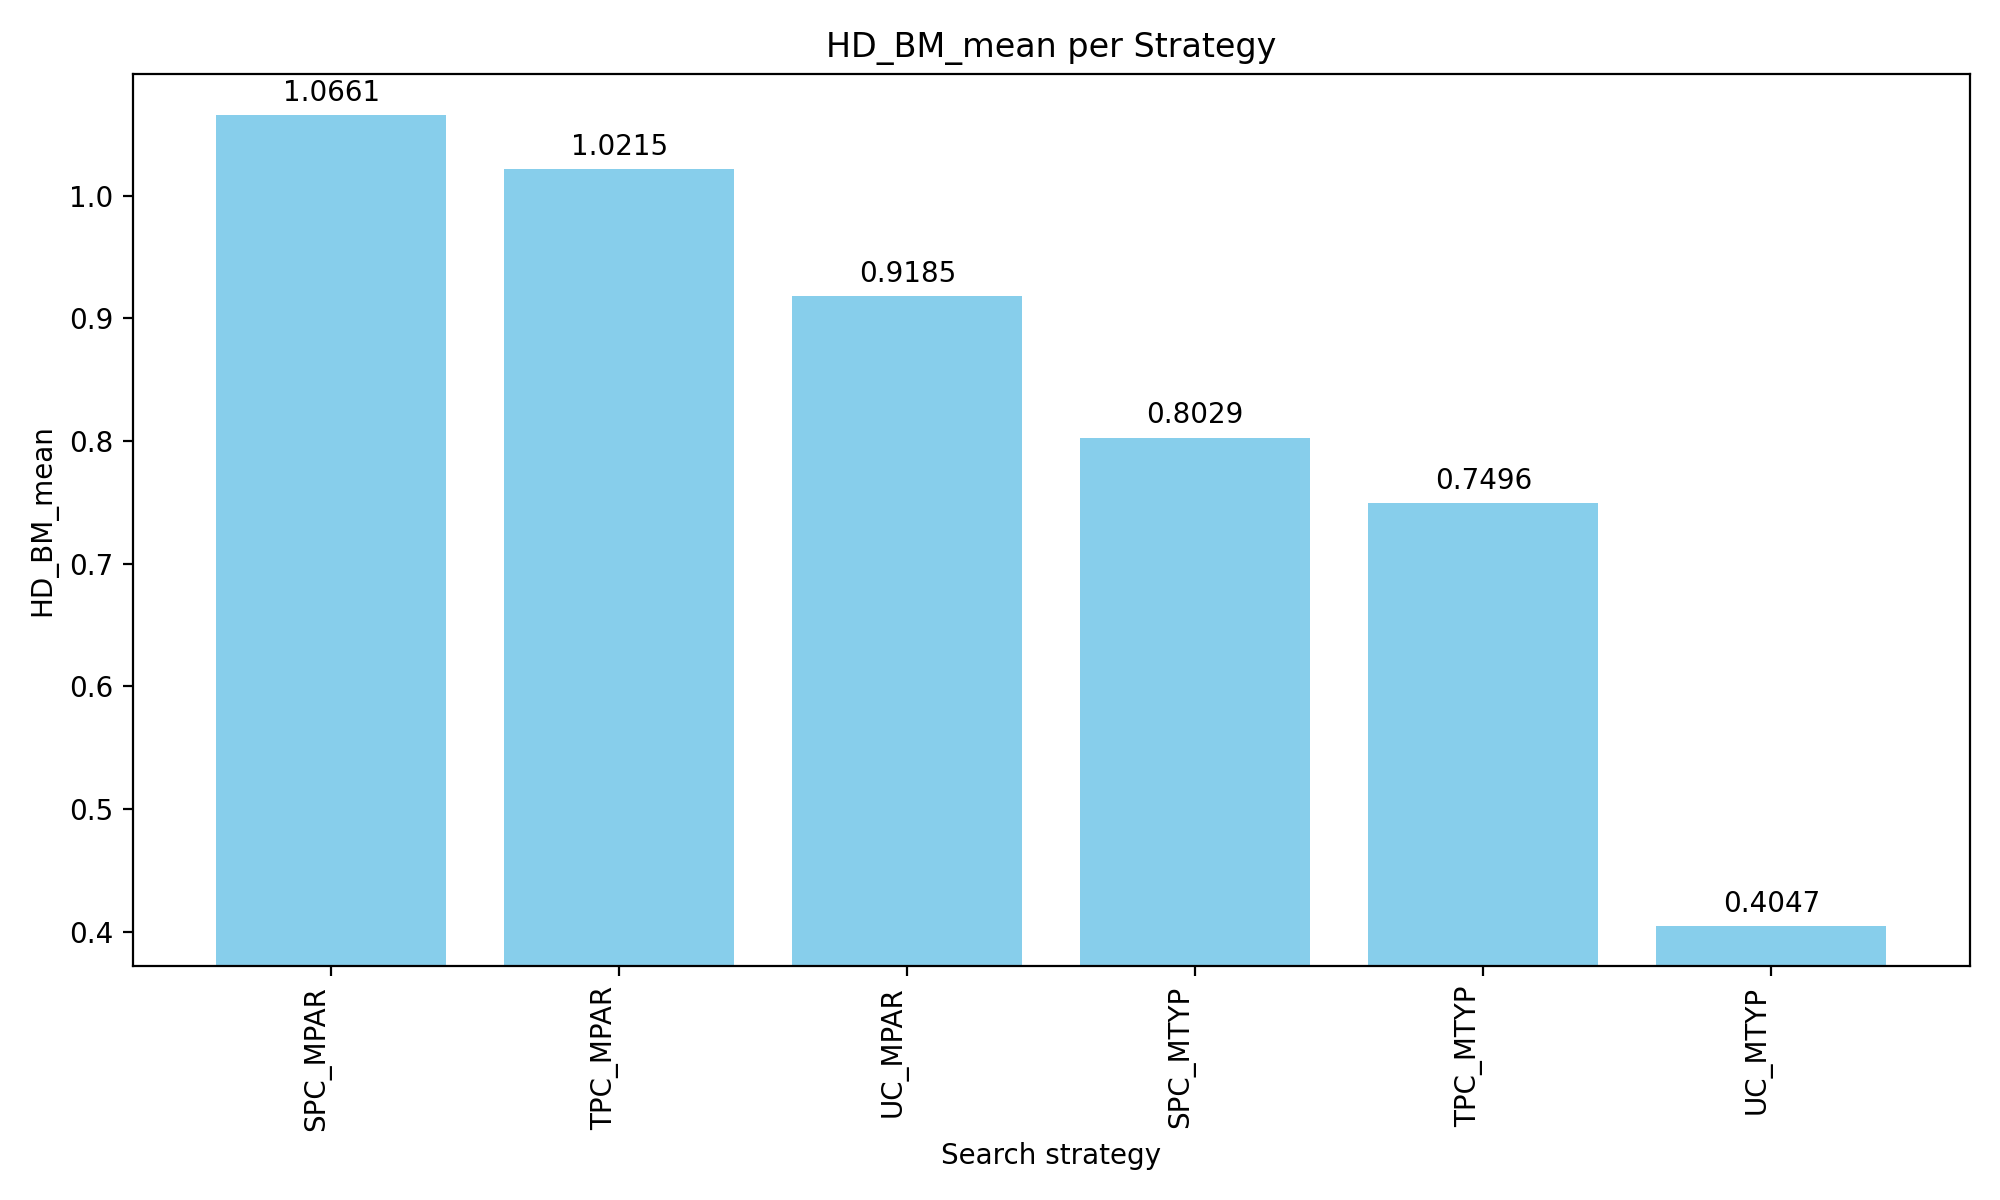 HD_BM_mean per Strategy
1.0661
1.0215
0.9185
0.8029
0.7496
0.4047
1.0
0.9
0.8
0.7
0.6
0.5
0.4
HD_BM_mean
SPC_MPAR
TPC_MPAR
UC_MPAR
SPC_MTYP
TPC_MTYP
UC_MTYP
Search strategy